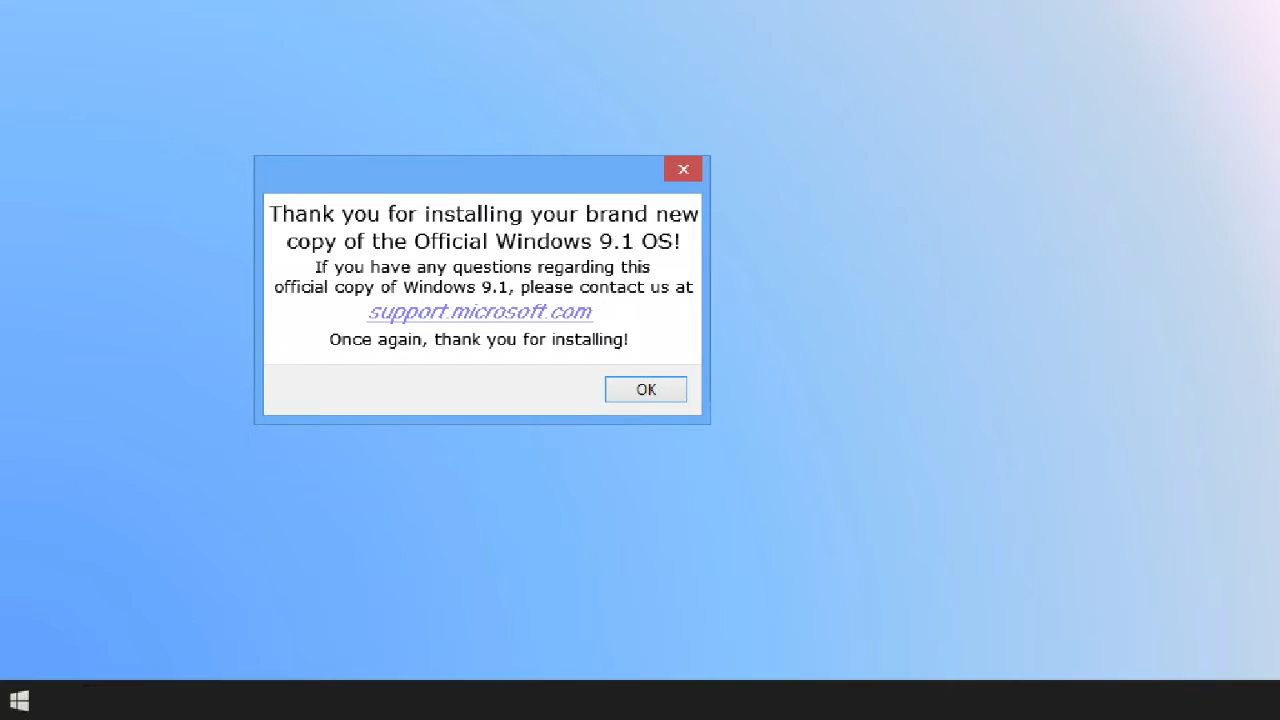 Thank you for installing your brand new
copy of the Official Windows 9.1 OS!
If you have any questions regarding this
official copy of Windows 9.1, please contact us at
support.microsoft.com
Once again, thank you for installing!
OK